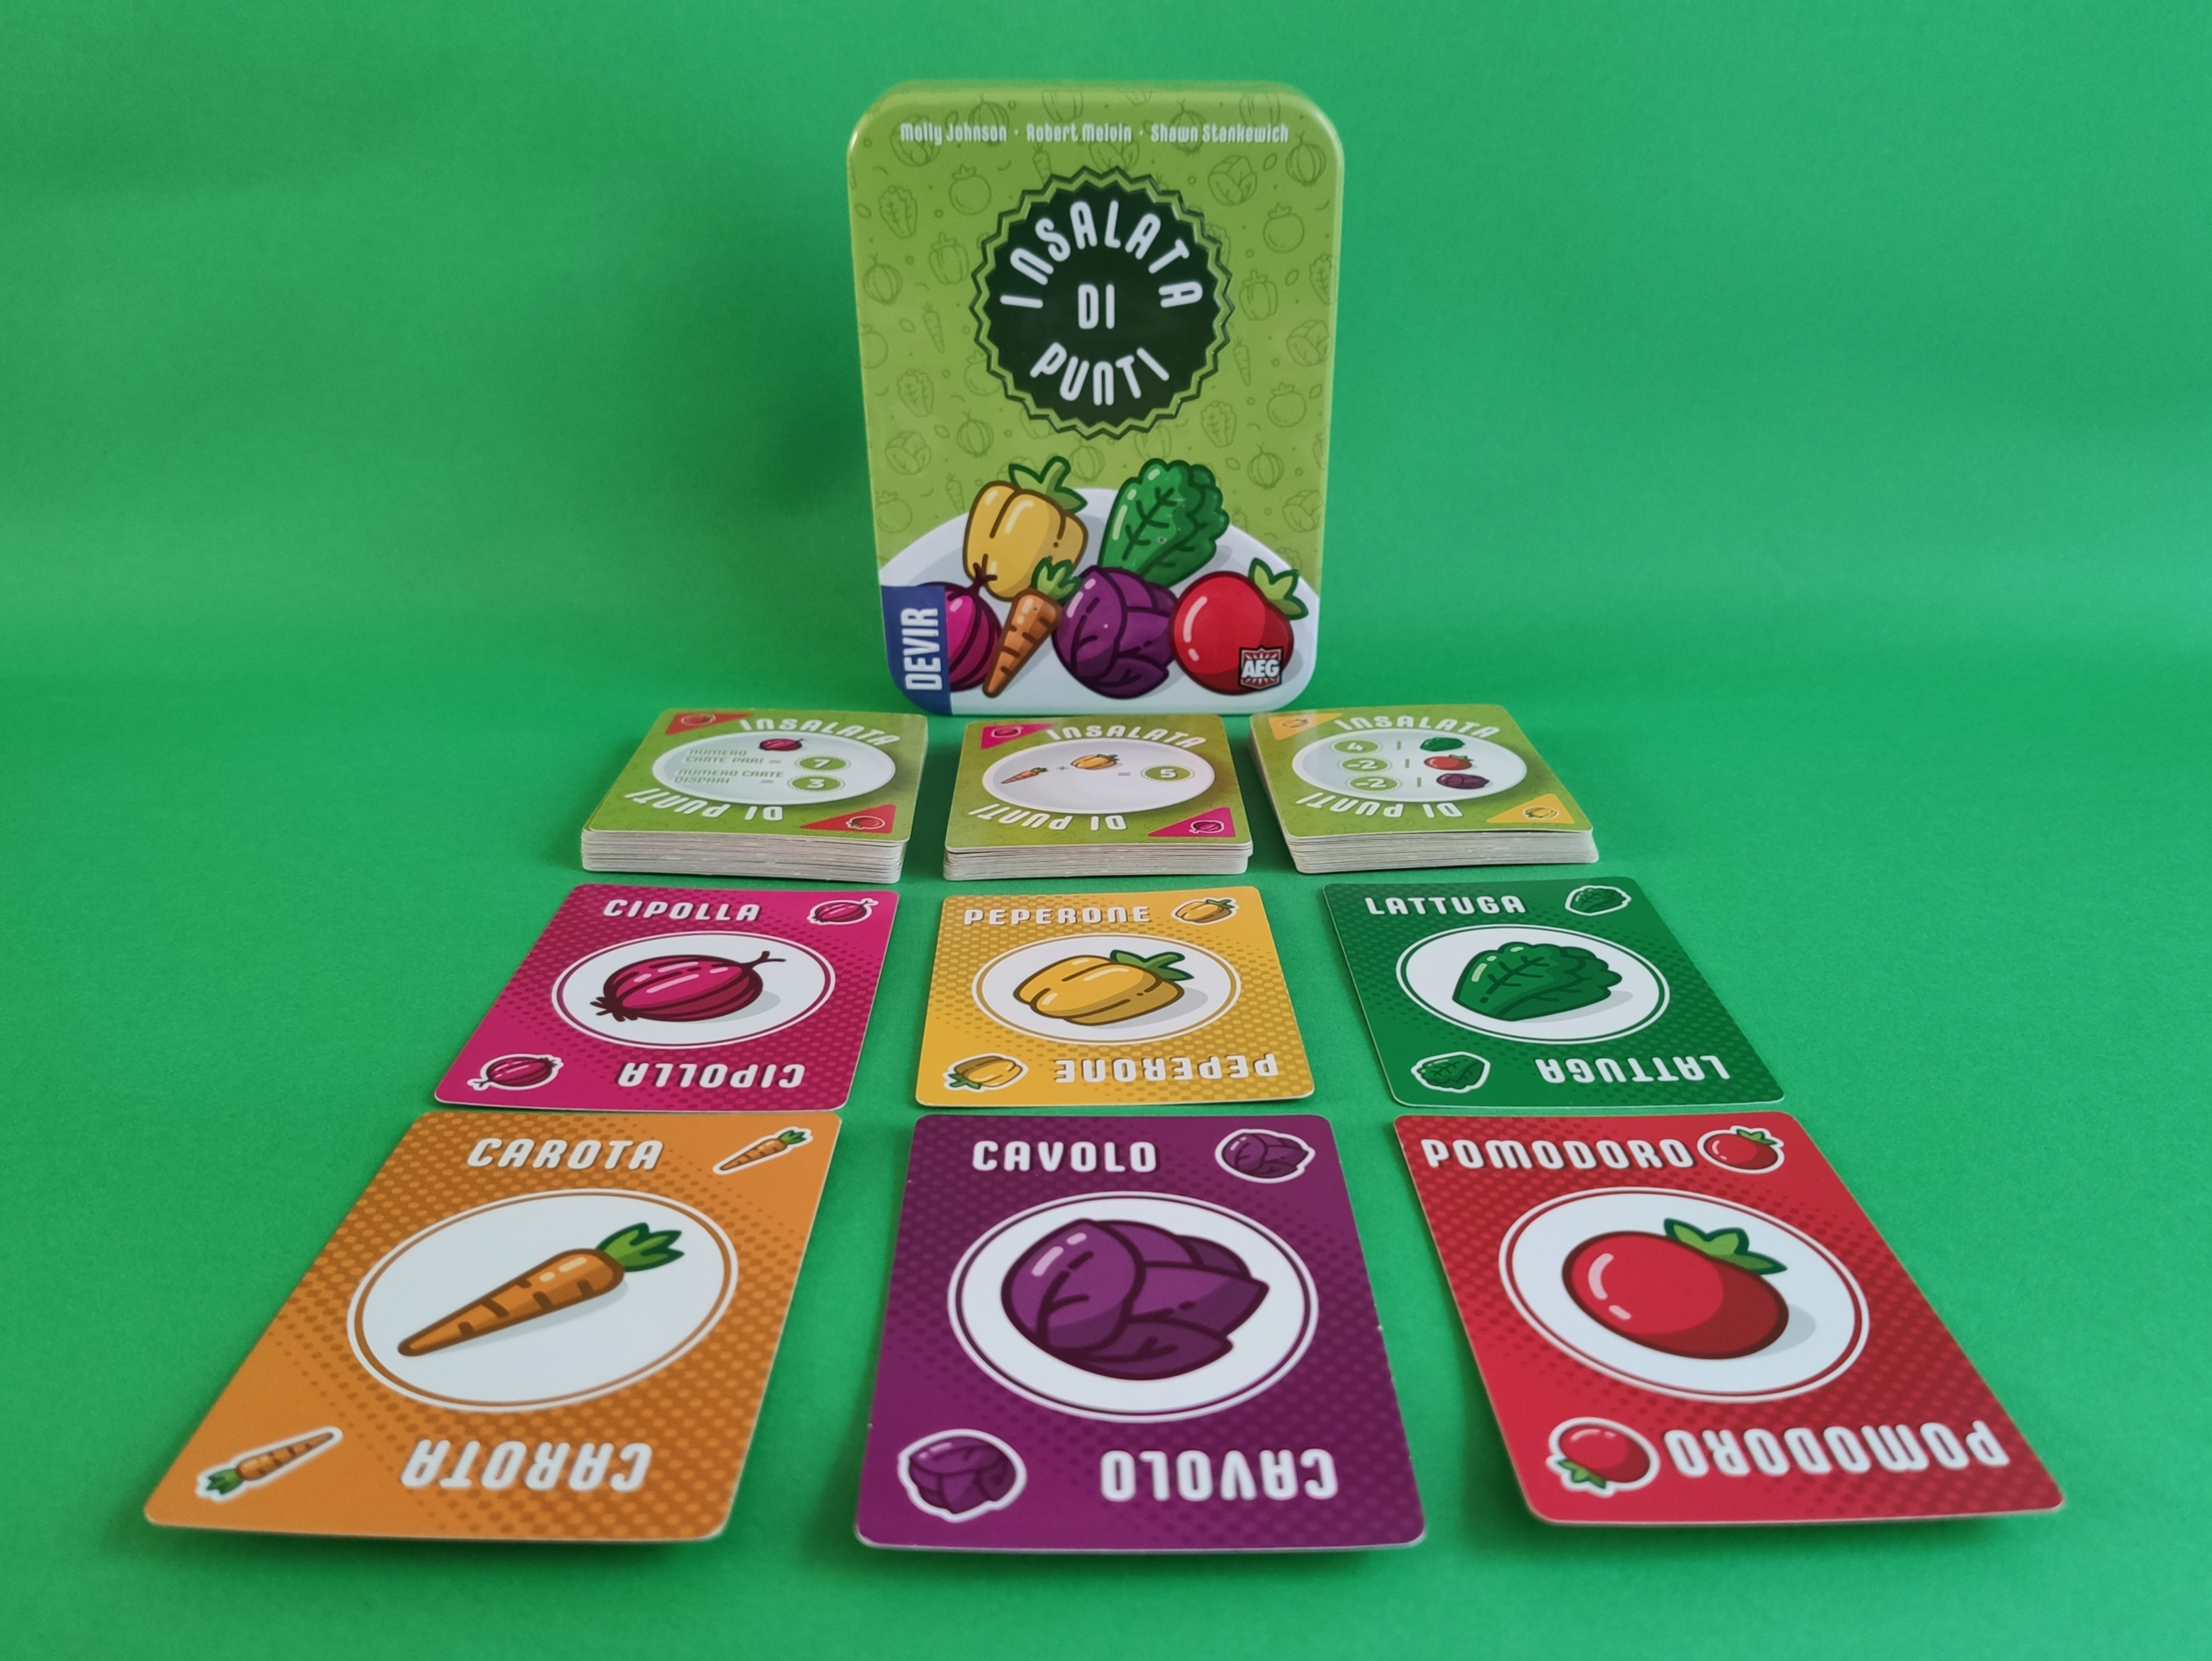 Molly Johnson · Robert Melvin · Shawn Stankewich
INSALATA
DI
PUNTI
DEVIR
AEG
INSALATA
NUMERO
CARTE PARI = 7
NUMERO CARTE
DISPARI = 3
DI PUNTI
INSALATA
+ = 5
DI PUNTI
INSALATA
4 /
-2 /
-2 /
DI PUNTI
CIPOLLA
CIPOLLA
PEPERONE
PEPERONE
LATTUGA
LATTUGA
CAROTA
CAROTA
CAVOLO
CAVOLO
POMODORO
POMODORO